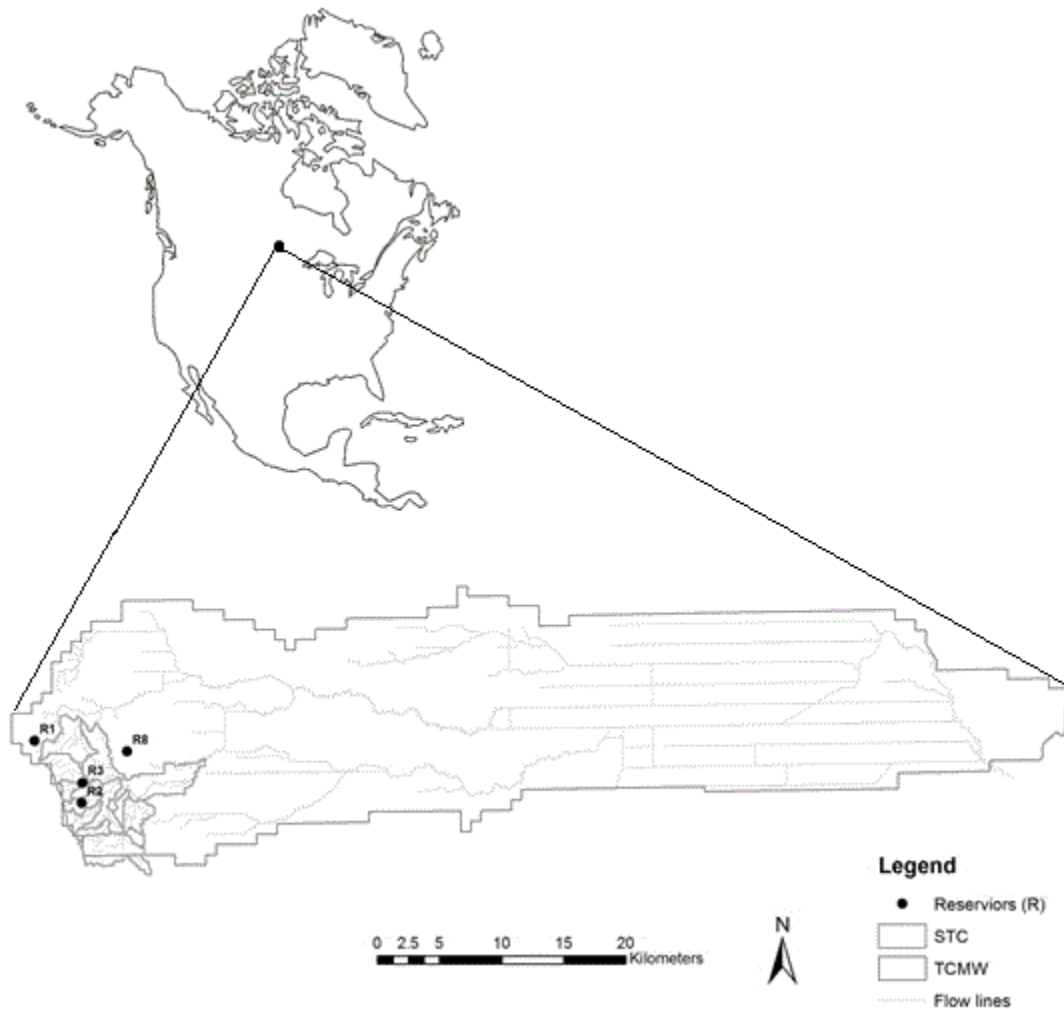 R1
R8
R3
R2
Legend
Reserviors (R)
STC
TCMW
Flow lines
N
0 2.5 5 10 15 20
Kilometers